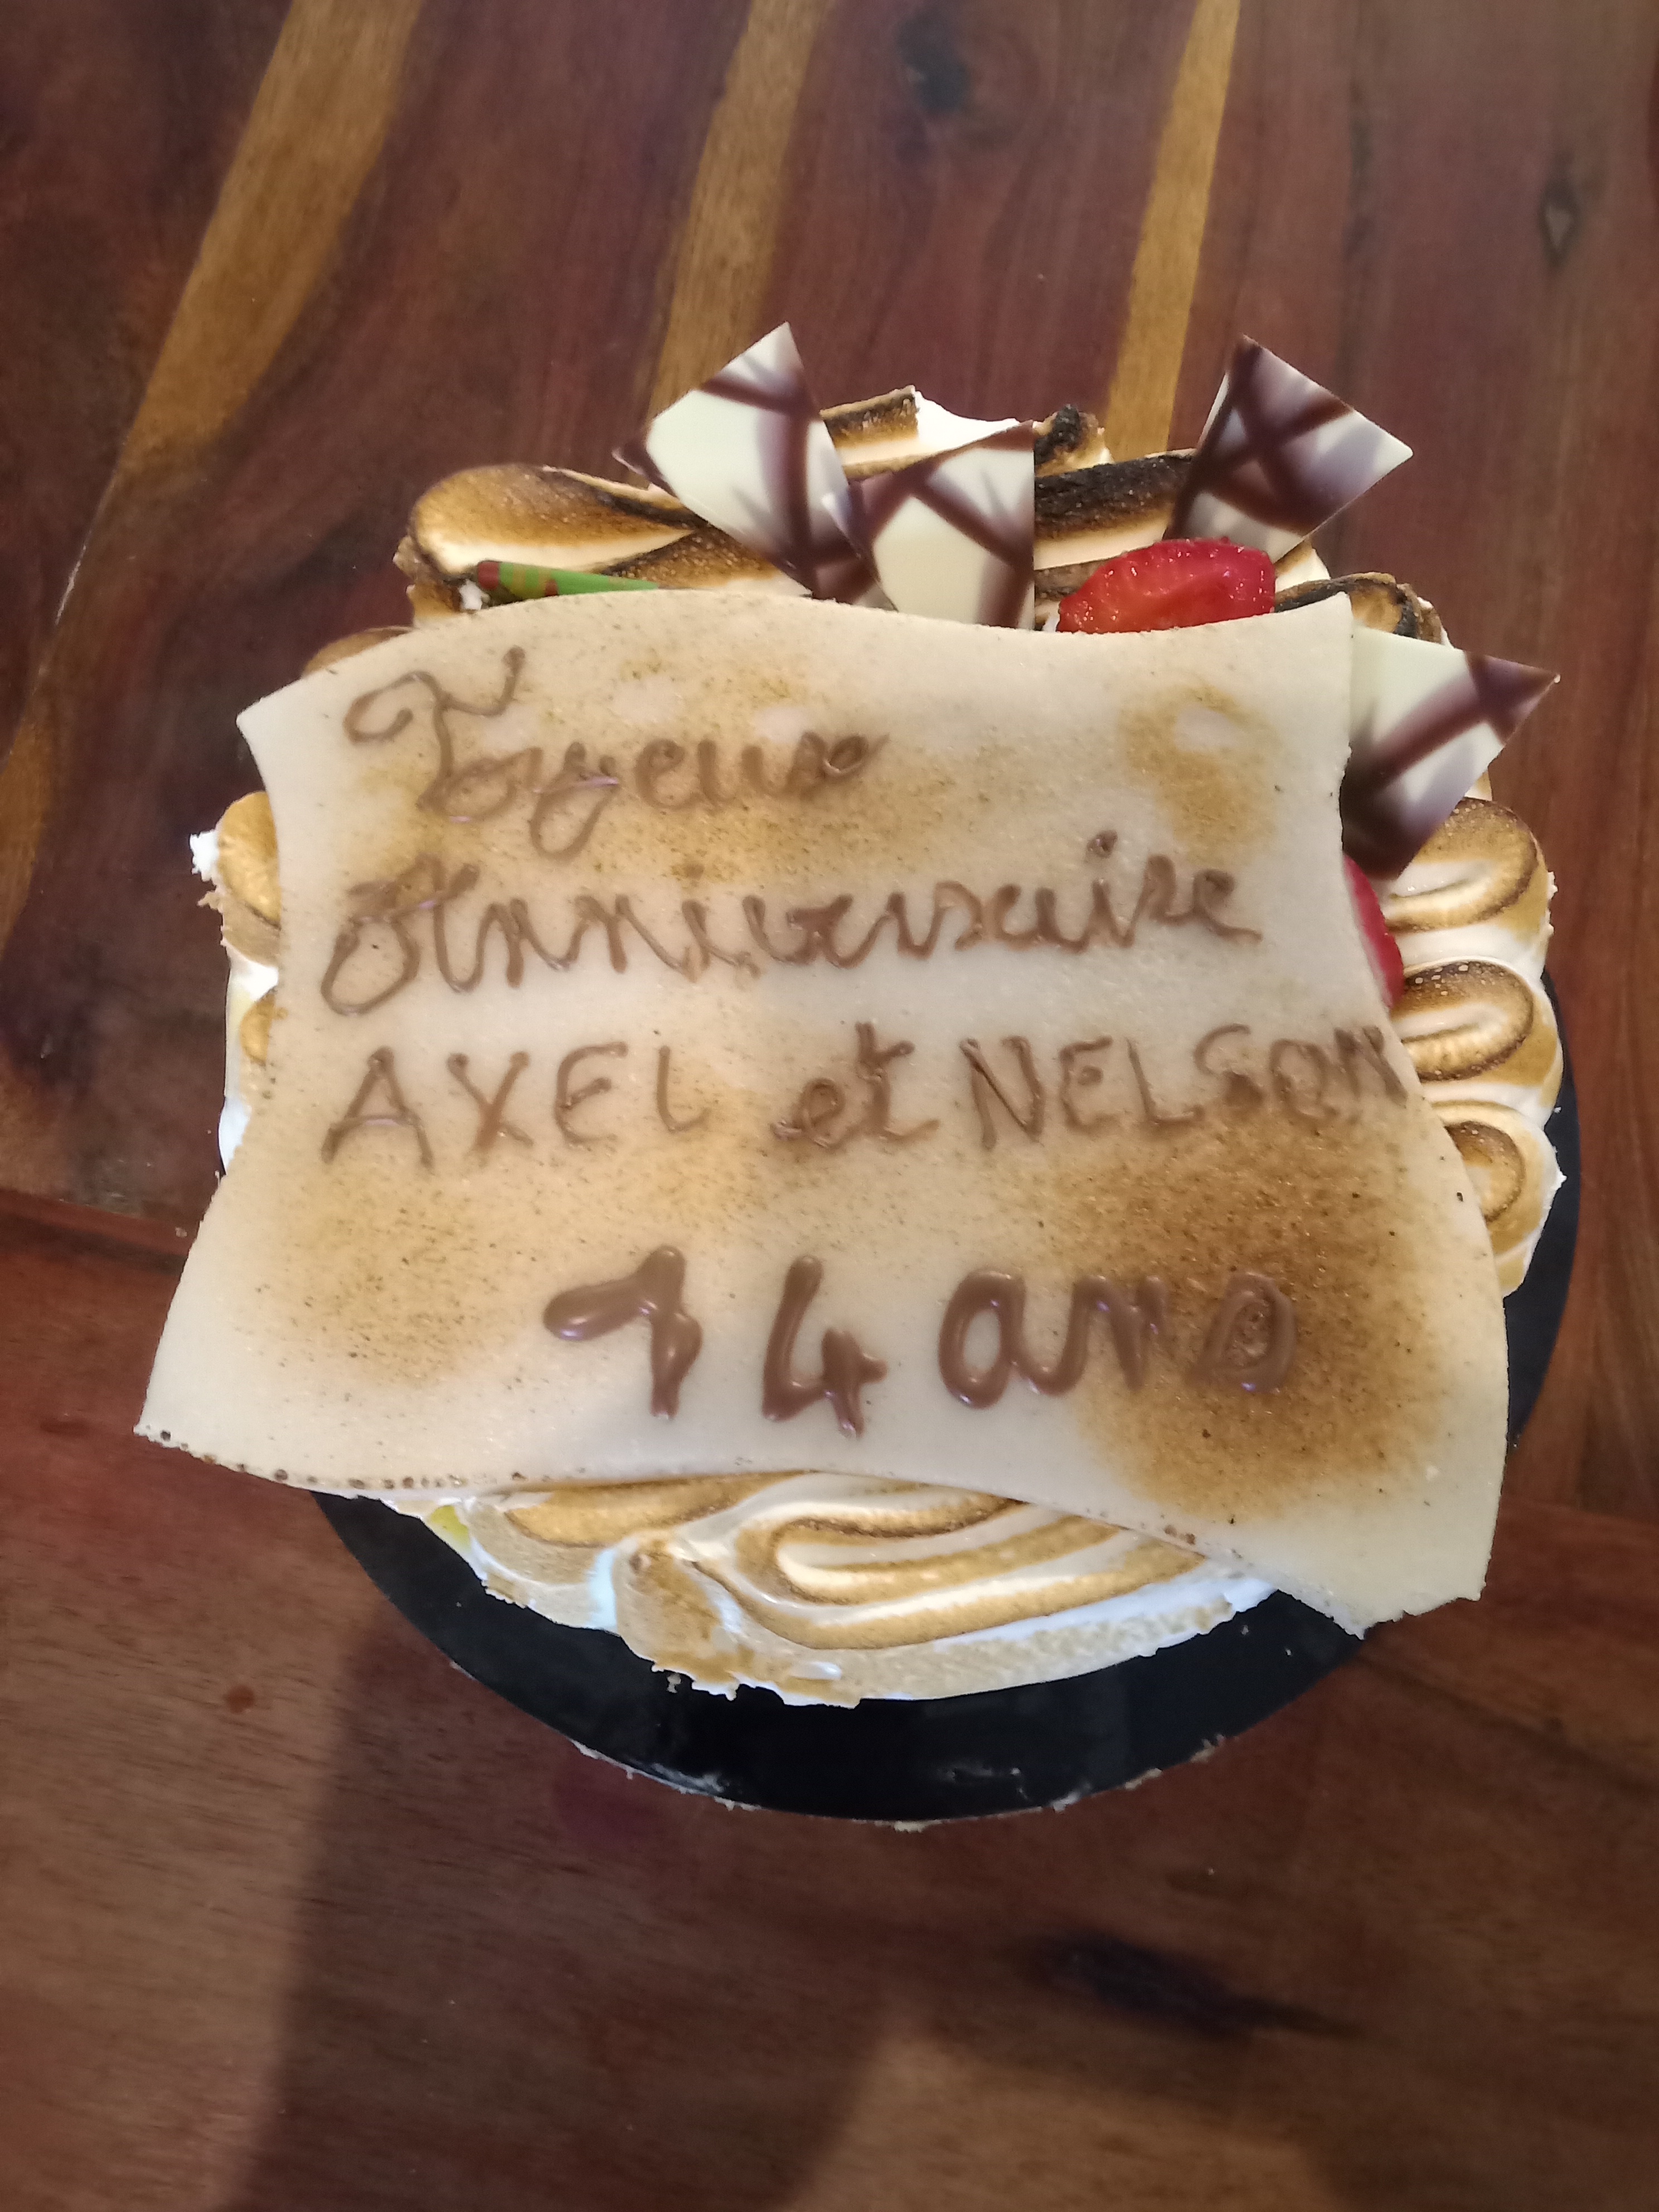 Joyeux
Anniversaire
AXEL et NELSON
14 ans